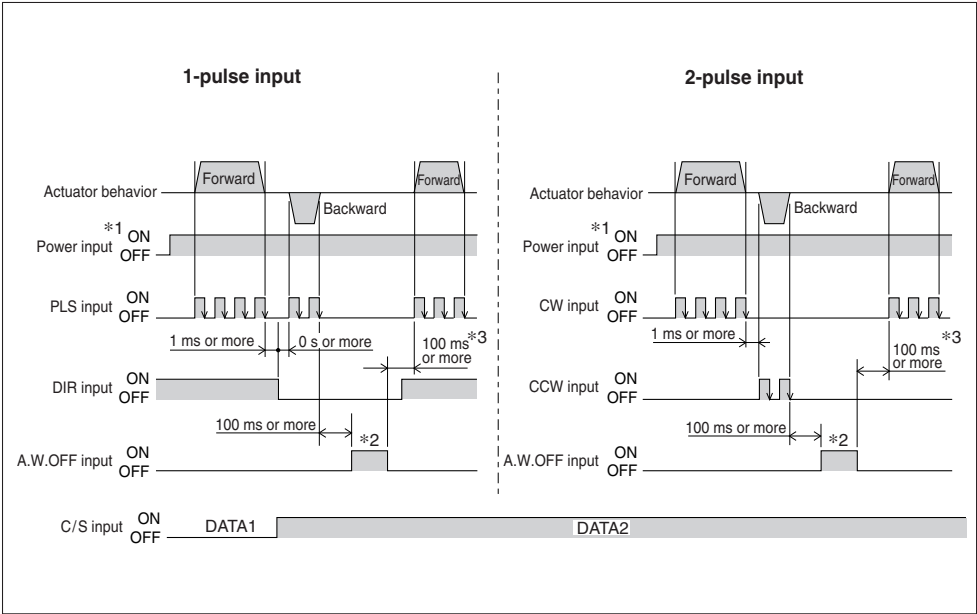 1-pulse input
2-pulse input
Forward
Forward
Actuator behavior
Backward
*1
ON
Power input
OFF
ON
PLS input
OFF
1 ms or more
0 s or more
100 ms
or more
*3
ON
DIR input
OFF
100 ms or more
*2
ON
A.W.OFF input
OFF
Forward
Forward
Actuator behavior
Backward
*1
ON
Power input
OFF
ON
CW input
OFF
1 ms or more
*3
100 ms
or more
ON
CCW input
OFF
100 ms or more
*2
ON
A.W.OFF input
OFF
ON
C/S input
OFF
DATA1
DATA2